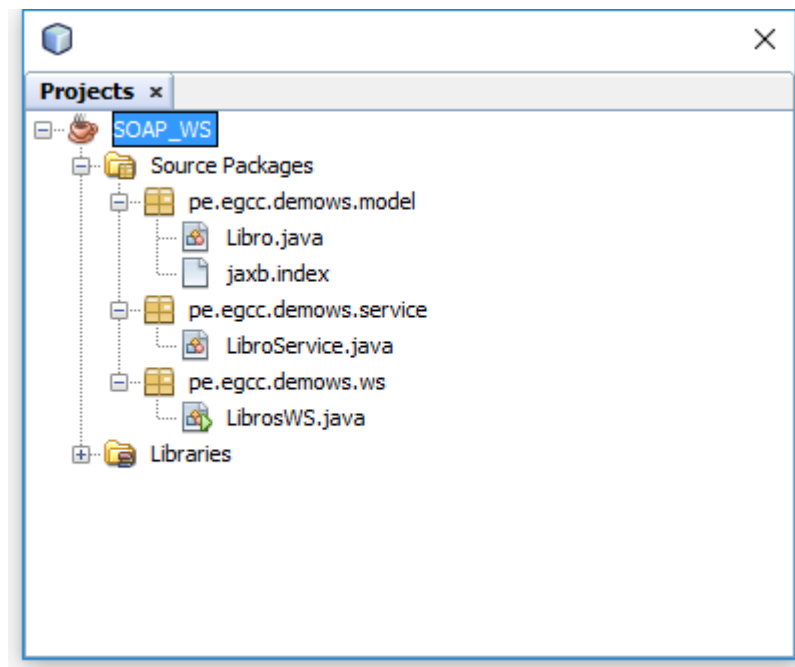 Projects
SOAP_WS
Source Packages
pe.egcc.demows.model
Libro.java
jaxb.index
pe.egcc.demows.service
LibroService.java
pe.egcc.demows.ws
LibrosWS.java
Libraries